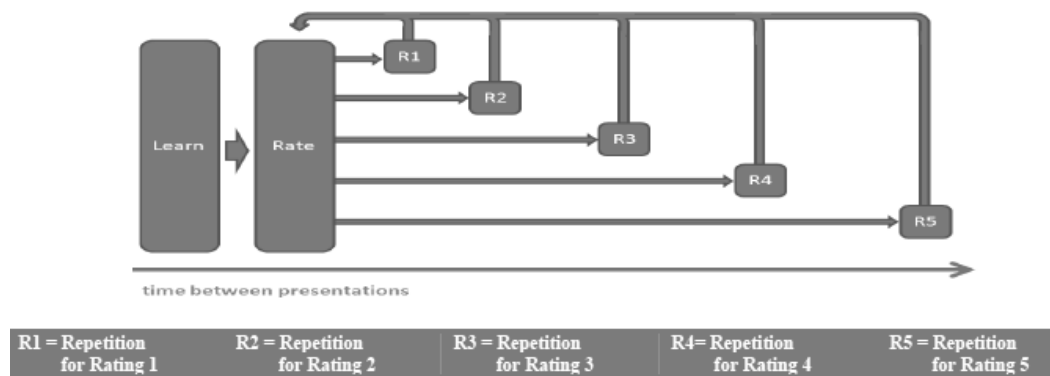 R1
R2
Learn
Rate
R3
R4
R5
time between presentations
R1 = Repetition
for Rating 1
R2 = Repetition
for Rating 2
R3 = Repetition
for Rating 3
R4= Repetition
for Rating 4
R5 = Repetition
for Rating 5